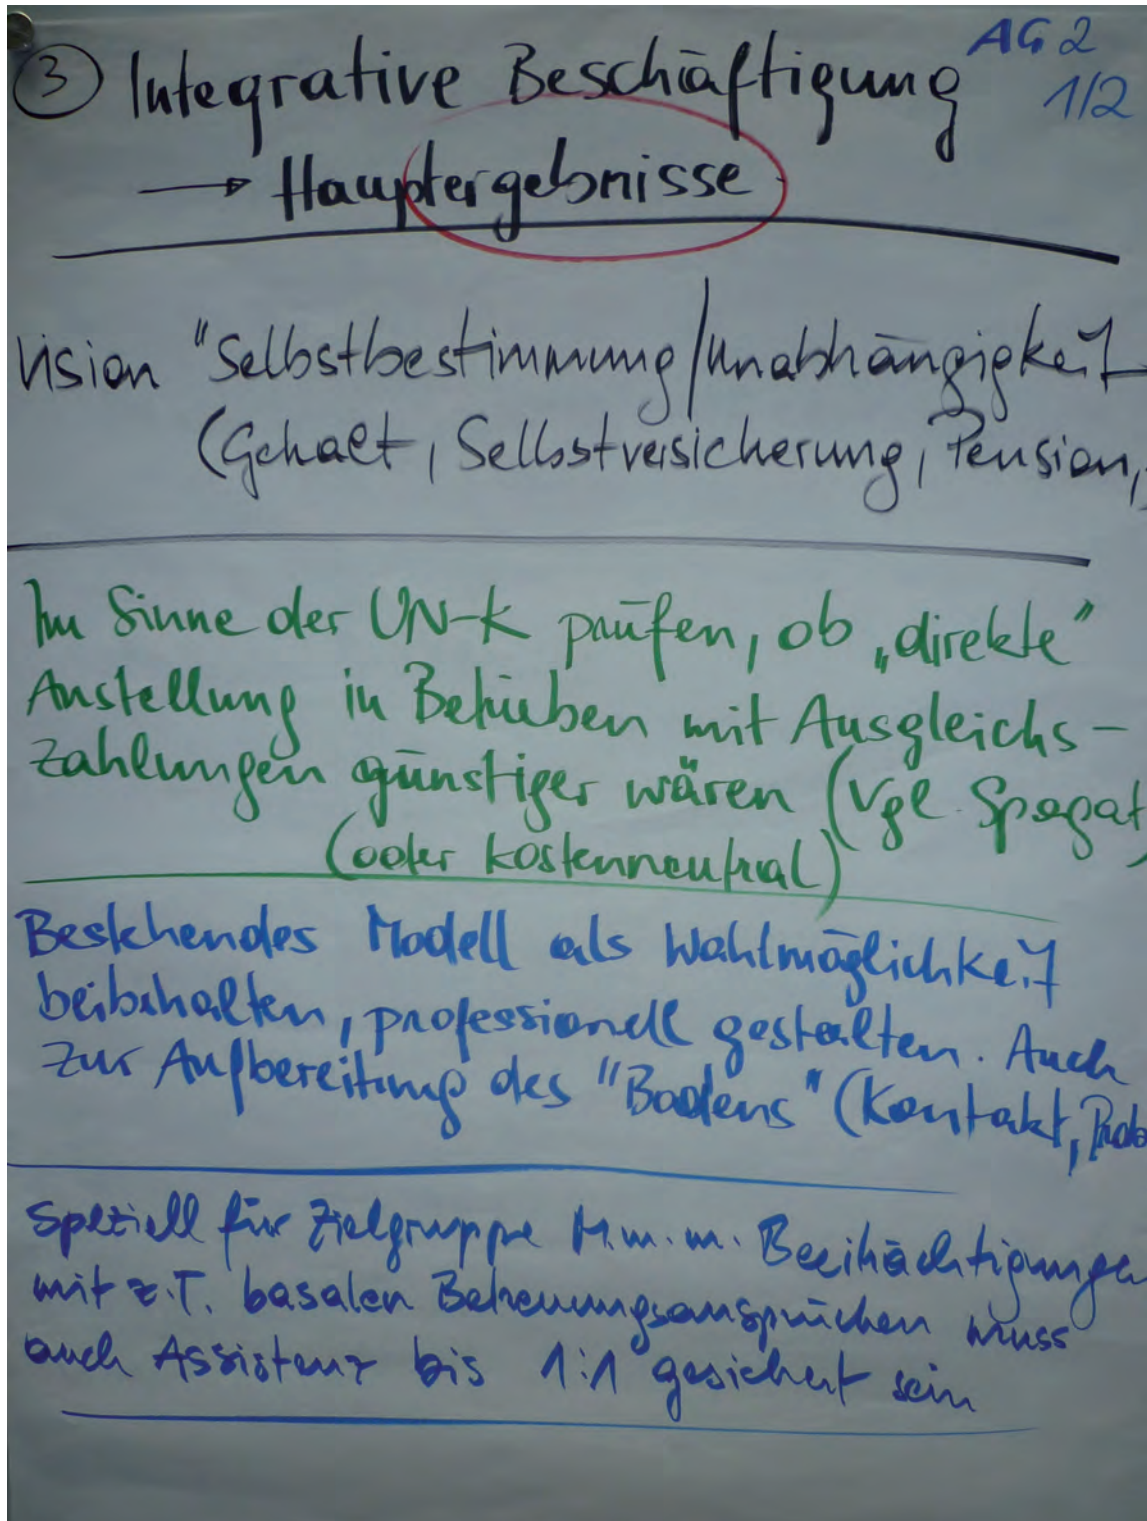 ③ Integrative Beschäftigung
AG 2
1/2
→ Hauptergebnisse
Vision "Selbstbestimmung/Unabhängigkeit
(Gehalt, Selbstversicherung, Pension,
Im Sinne der UN-K prüfen, ob „direkte"
Anstellung in Betrieben mit Ausgleichs-
zahlungen günstiger wären (vgl. Spagat)
(oder kostenneutral)
Bestehendes Modell als Wahlmöglichkeit
beibehalten, professionell gestalten. Auch
zur Aufbereitung des "Bodens" (Kontakt,
Speziell für Zielgruppe M.m.m. Beeinträchtigungen
mit z.T. basalen Betreuungsansprüchen muss
auch Assistenz bis 1:1 gesichert sein